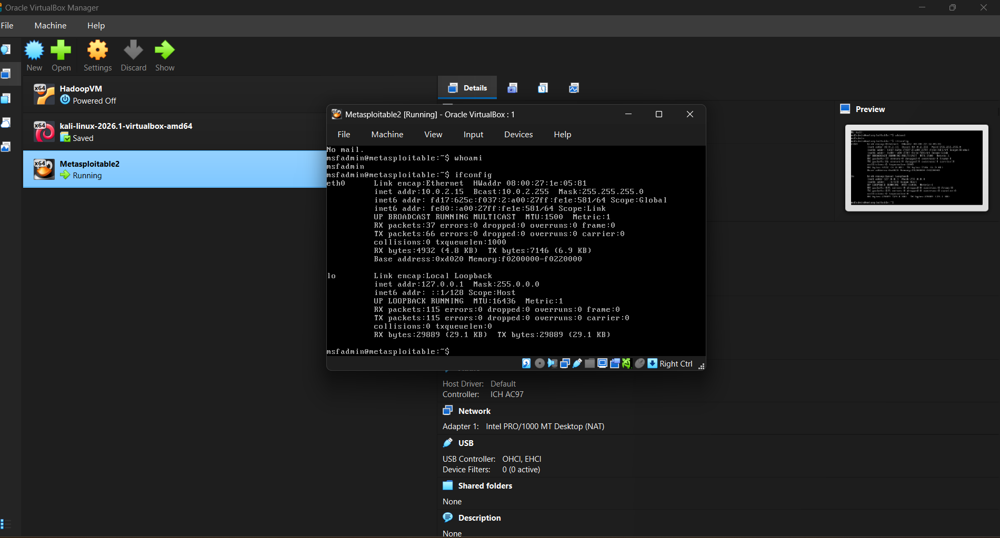 Oracle VirtualBox Manager
File Machine Help
New Open Settings Discard Show
x64 HadoopVM
Powered Off
x64 kali-linux-2026.1-virtualbox-amd64
Saved
x64 Metasploitable2
Running
Details
Preview
Metasploitable2 [Running] - Oracle VirtualBox : 1
File Machine View Input Devices Help
No mail.
msfadmin@metasploitable:~$ whoami
msfadmin
msfadmin@metasploitable:~$ ifconfig
eth0 Link encap:Ethernet HWaddr 08:00:27:1e:05:81
inet addr:10.0.2.15 Bcast:10.0.2.255 Mask:255.255.255.0
inet6 addr: fd17:625c:f037:2:a00:27ff:fe1e:581/64 Scope:Global
inet6 addr: fe80::a00:27ff:fe1e:581/64 Scope:Link
UP BROADCAST RUNNING MULTICAST MTU:1500 Metric:1
RX packets:37 errors:0 dropped:0 overruns:0 frame:0
TX packets:66 errors:0 dropped:0 overruns:0 carrier:0
collisions:0 txqueuelen:1000
RX bytes:4932 (4.8 KB) TX bytes:7146 (6.9 KB)
Base address:0xd020 Memory:f0200000-f0220000
lo Link encap:Local Loopback
inet addr:127.0.0.1 Mask:255.0.0.0
inet6 addr: ::1/128 Scope:Host
UP LOOPBACK RUNNING MTU:16436 Metric:1
RX packets:115 errors:0 dropped:0 overruns:0 frame:0
TX packets:115 errors:0 dropped:0 overruns:0 carrier:0
collisions:0 txqueuelen:0
RX bytes:29889 (29.1 KB) TX bytes:29889 (29.1 KB)
msfadmin@metasploitable:~$
Right Ctrl
Host Driver: Default
Controller: ICH AC97
Network
Adapter 1: Intel PRO/1000 MT Desktop (NAT)
USB
USB Controller: OHCI, EHCI
Device Filters: 0 (0 active)
Shared folders
None
Description
None